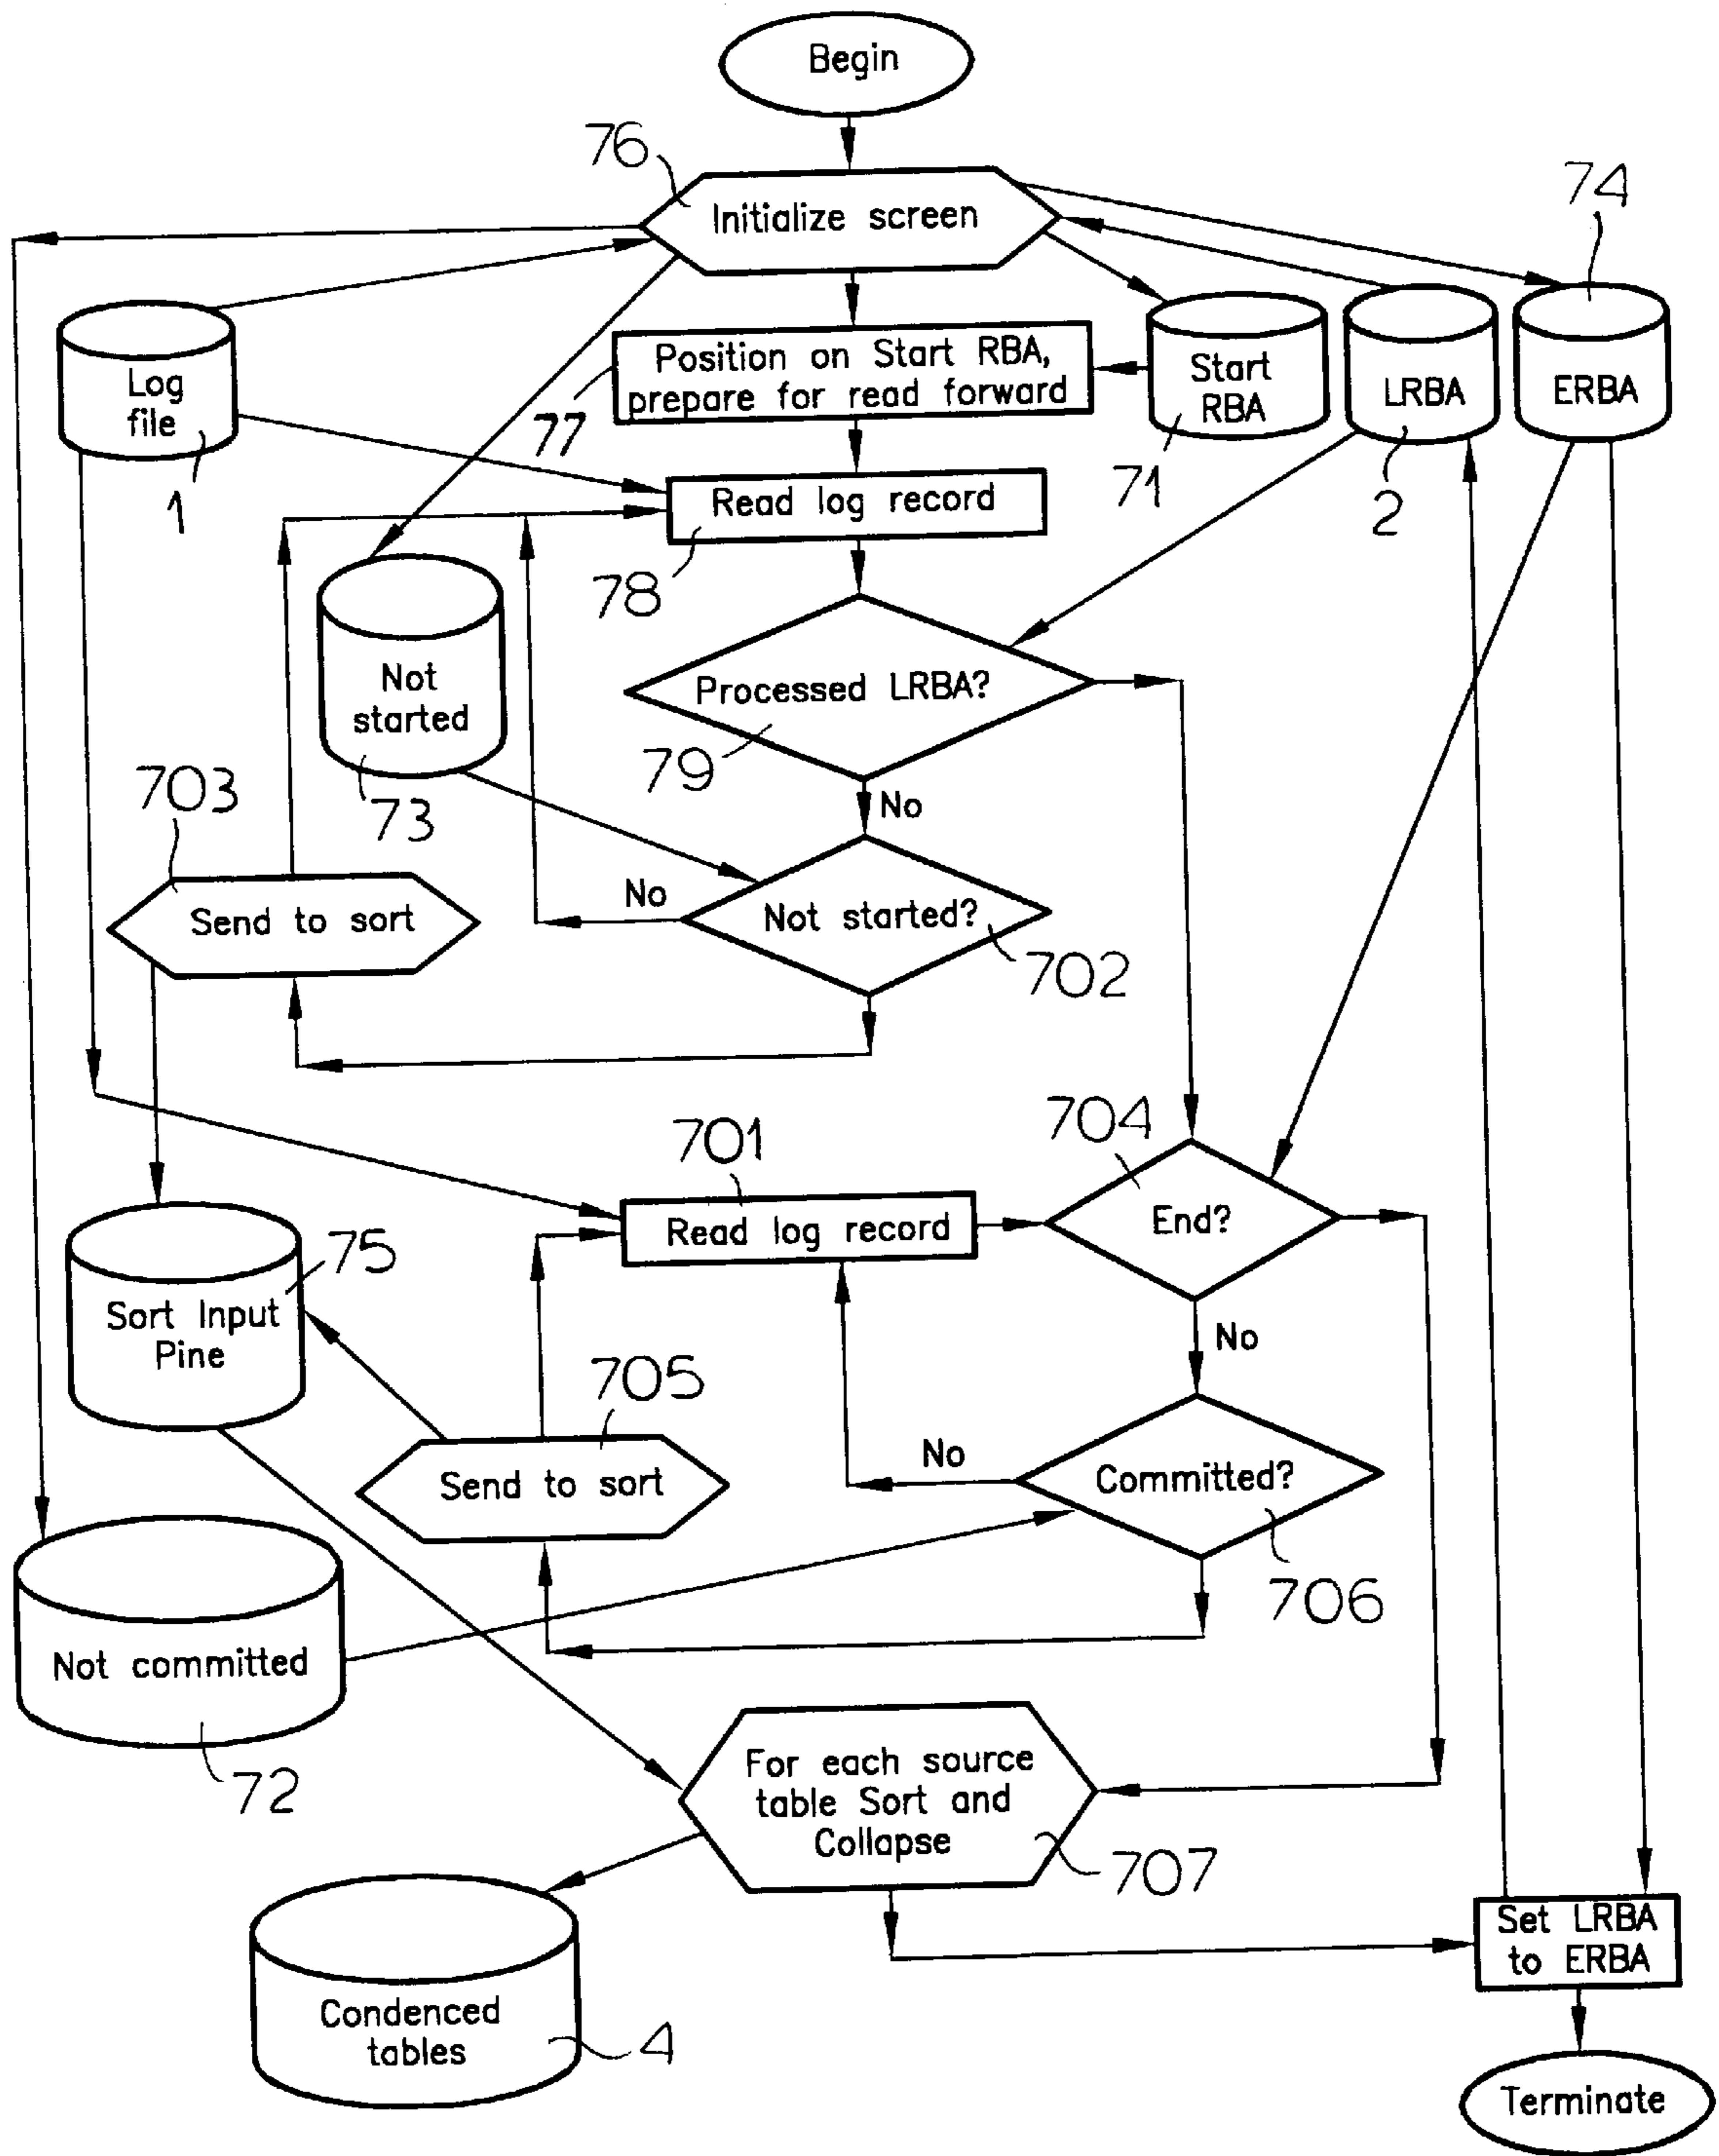 Begin
76
Initialize screen
74
Log
file
1
Position on Start RBA,
prepare for read forward
77
Start
RBA
71
LRBA
2
ERBA
Read log record
78
Not
started
73
Processed LRBA?
79
No
703
Send to sort
No
Not started?
702
704
701
Read log record
End?
75
Sort Input
Pine
No
705
Send to sort
No
Committed?
706
Not committed
72
For each source
table Sort and
Collapse
707
Set LRBA
to ERBA
Condenced
tables
4
Terminate